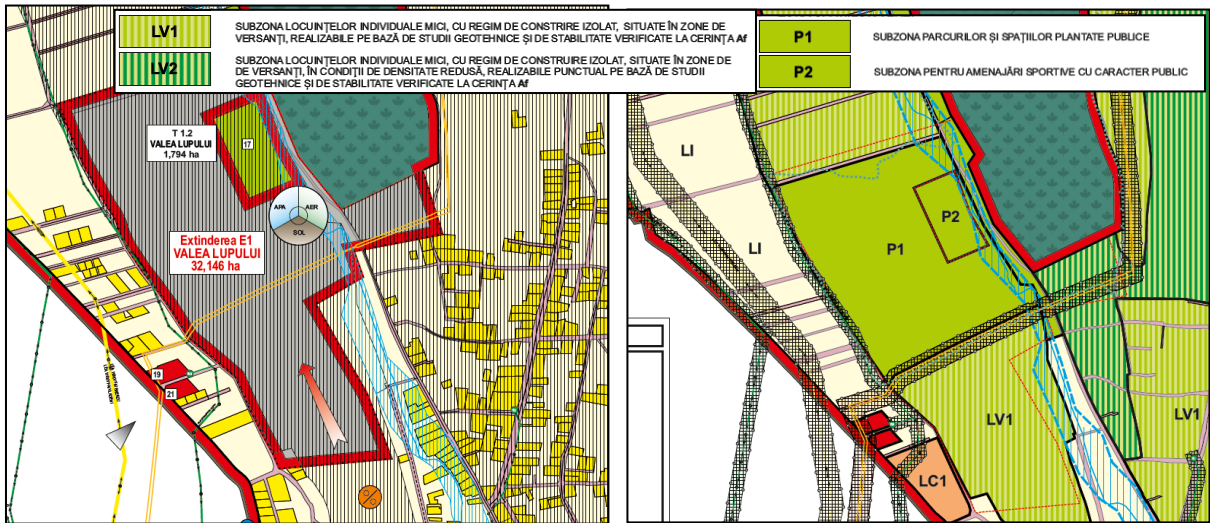 LV1
SUBZONA LOCUINȚELOR INDIVIDUALE MICI, CU REGIM DE CONSTRIRE IZOLAT, SITUATE ÎN ZONE DE
VERSANȚI, REALIZABILE PE BAZĂ DE STUDII GEOTEHNICE ȘI DE STABILITATE VERIFICATE LA CERINȚA Af
LV2
SUBZONA LOCUINȚELOR INDIVIDUALE MICI, CU REGIM DE CONSTRUIRE IZOLAT, SITUATE ÎN ZONE DE
DE VERSANȚI, ÎN CONDIȚII DE DENSITATE REDUSĂ, REALIZABILE PUNCTUAL PE BAZĂ DE STUDII
GEOTEHNICE ȘI DE STABILITATE VERIFICATE LA CERINȚA Af
P1
SUBZONA PARCURILOR ȘI SPAȚIILOR PLANTATE PUBLICE
P2
SUBZONA PENTRU AMENAJĂRI SPORTIVE CU CARACTER PUBLIC
T 1.2
VALEA LUPULUI
1,794 ha
17
APA
AER
SOL
Extinderea E1
VALEA LUPULUI
32,146 ha
19
21
LI
LI
P2
P1
LV1
LV1
LC1